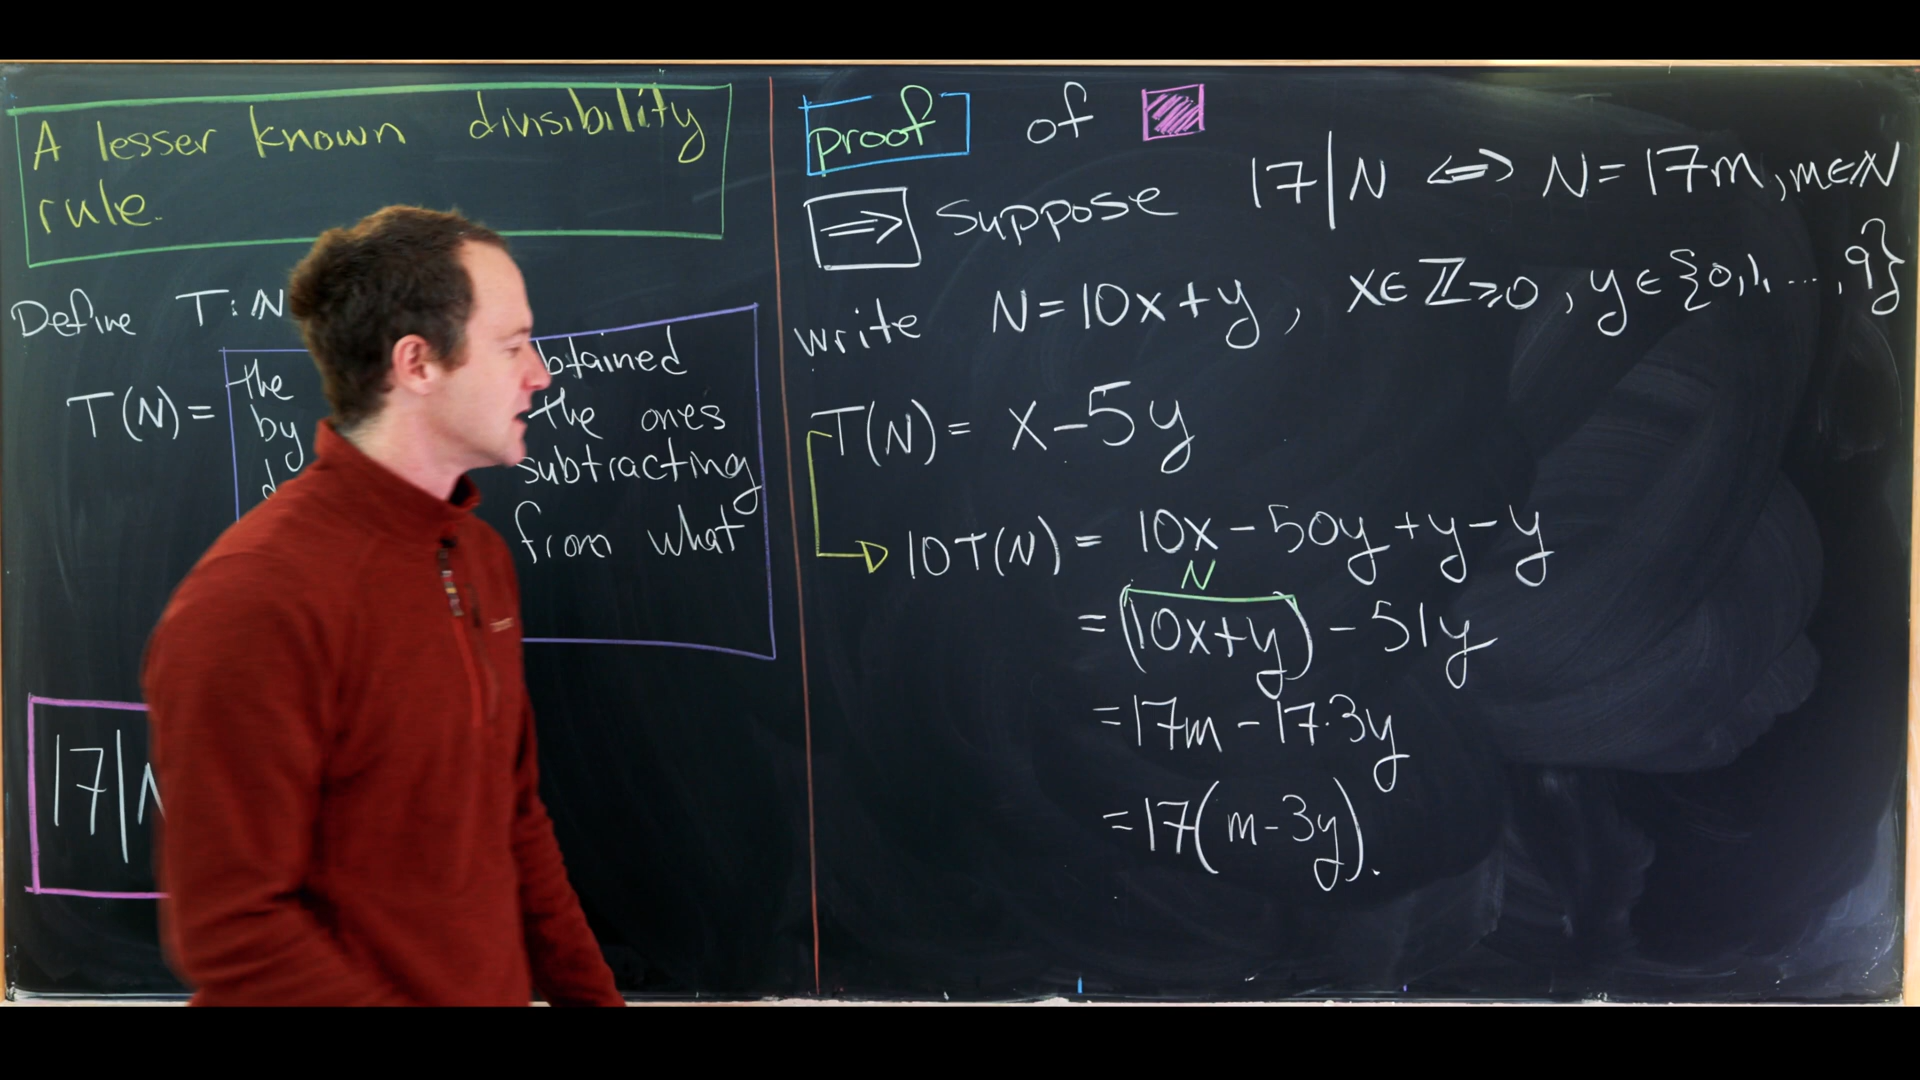 A lesser known divisibility
rule.
Define T:N
T(N)=
the
by
btained
the ones
subtracting
from what
17|N
proof of
⇒ Suppose 17|N ⇔ N=17m, m∈N
write N=10x+y, x∈ℤ≥0, y∈{0,1,...,9}
T(N)= x-5y
10T(N)= 10x-50y+y-y
N
=(10x+y)-51y
=17m-17·3y
=17(m-3y).